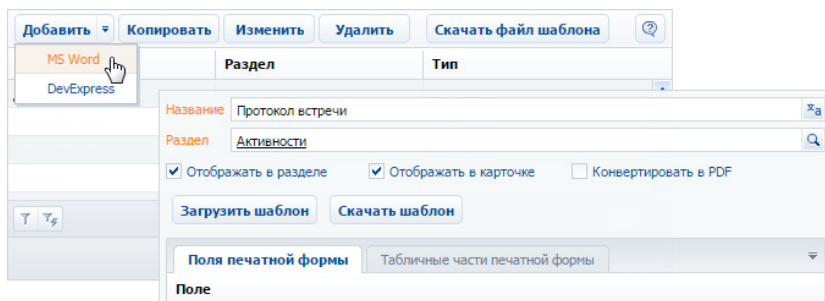 Добавить Копировать Изменить Удалить Скачать файл шаблона
MS Word Раздел Тип
DevExpress
Название Протокол встречи
Раздел Активности
Отображать в разделе Отображать в карточке Конвертировать в PDF
Загрузить шаблон Скачать шаблон
Поля печатной формы Табличные части печатной формы
Поле